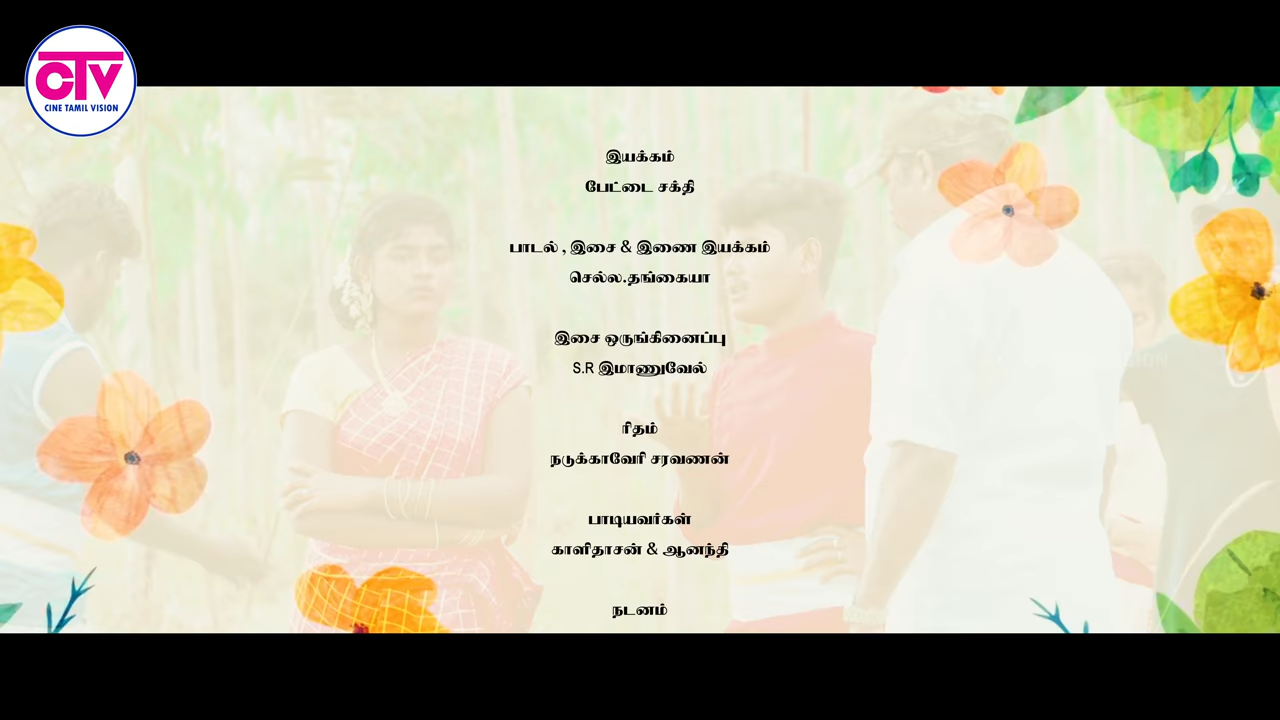 CTV
CINE TAMIL VISION
இயக்கம்
பேட்டை சக்தி
பாடல் , இசை & இணை இயக்கம்
செல்ல.தங்கையா
இசை ஒருங்கினைப்பு
S.R இமாணுவேல்
ரிதம்
நடுக்காவேரி சரவணன்
பாடியவர்கள்
காளிதாசன் & ஆனந்தி
நடனம்